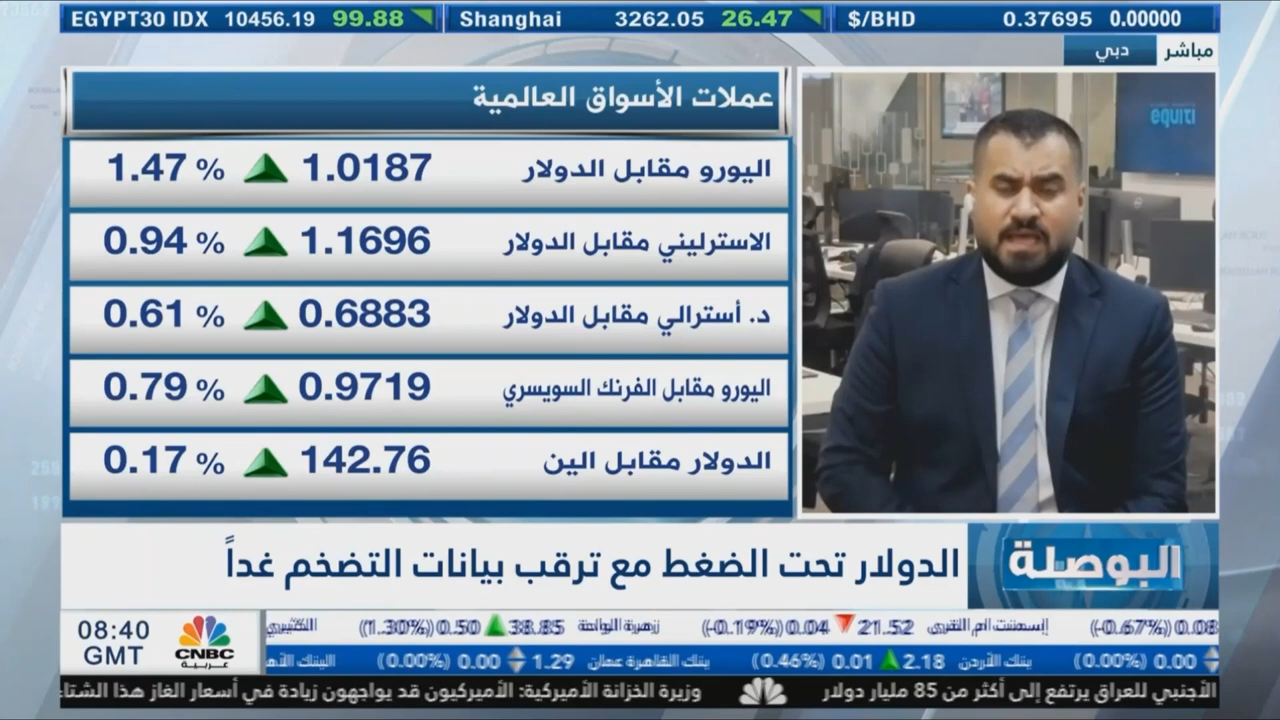 EGYPT30 IDX 10456.19 99.88
Shanghai 3262.05 26.47
$/BHD 0.37695 0.00000
مباشر دبي
equiti
عملات الأسواق العالمية
اليورو مقابل الدولار 1.0187 1.47 %
الاسترليني مقابل الدولار 1.1696 0.94 %
د. أسترالي مقابل الدولار 0.6883 0.61 %
اليورو مقابل الفرنك السويسري 0.9719 0.79 %
الدولار مقابل الين 142.76 0.17 %
البوصلة
الدولار تحت الضغط مع ترقب بيانات التضخم غداً
08:40
GMT
CNBC
عربية
0.08 (-0.67%) إسمنت ام القرى 21.52 0.04 (-0.19%) زهرة الواحة 38.85 0.50 (1.30%)
0.00 (0.00%) بنك الأردن 2.18 0.01 (0.46%) بنك القاهرة عمان 1.29 0.00 (0.00%)
الأجنبي للعراق يرتفع إلى أكثر من 85 مليار دولار
وزيرة الخزانة الأميركية: الأميركيون قد يواجهون زيادة في أسعار الغاز هذا